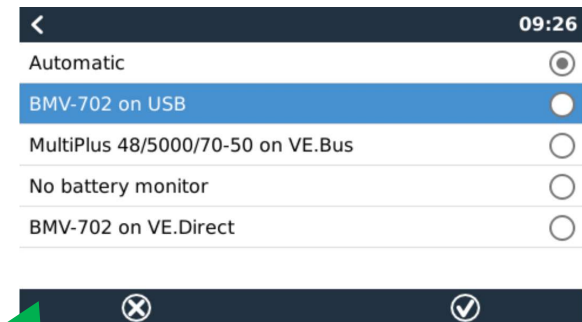 09:26
Automatic
BMV-702 on USB
MultiPlus 48/5000/70-50 on VE.Bus
No battery monitor
BMV-702 on VE.Direct